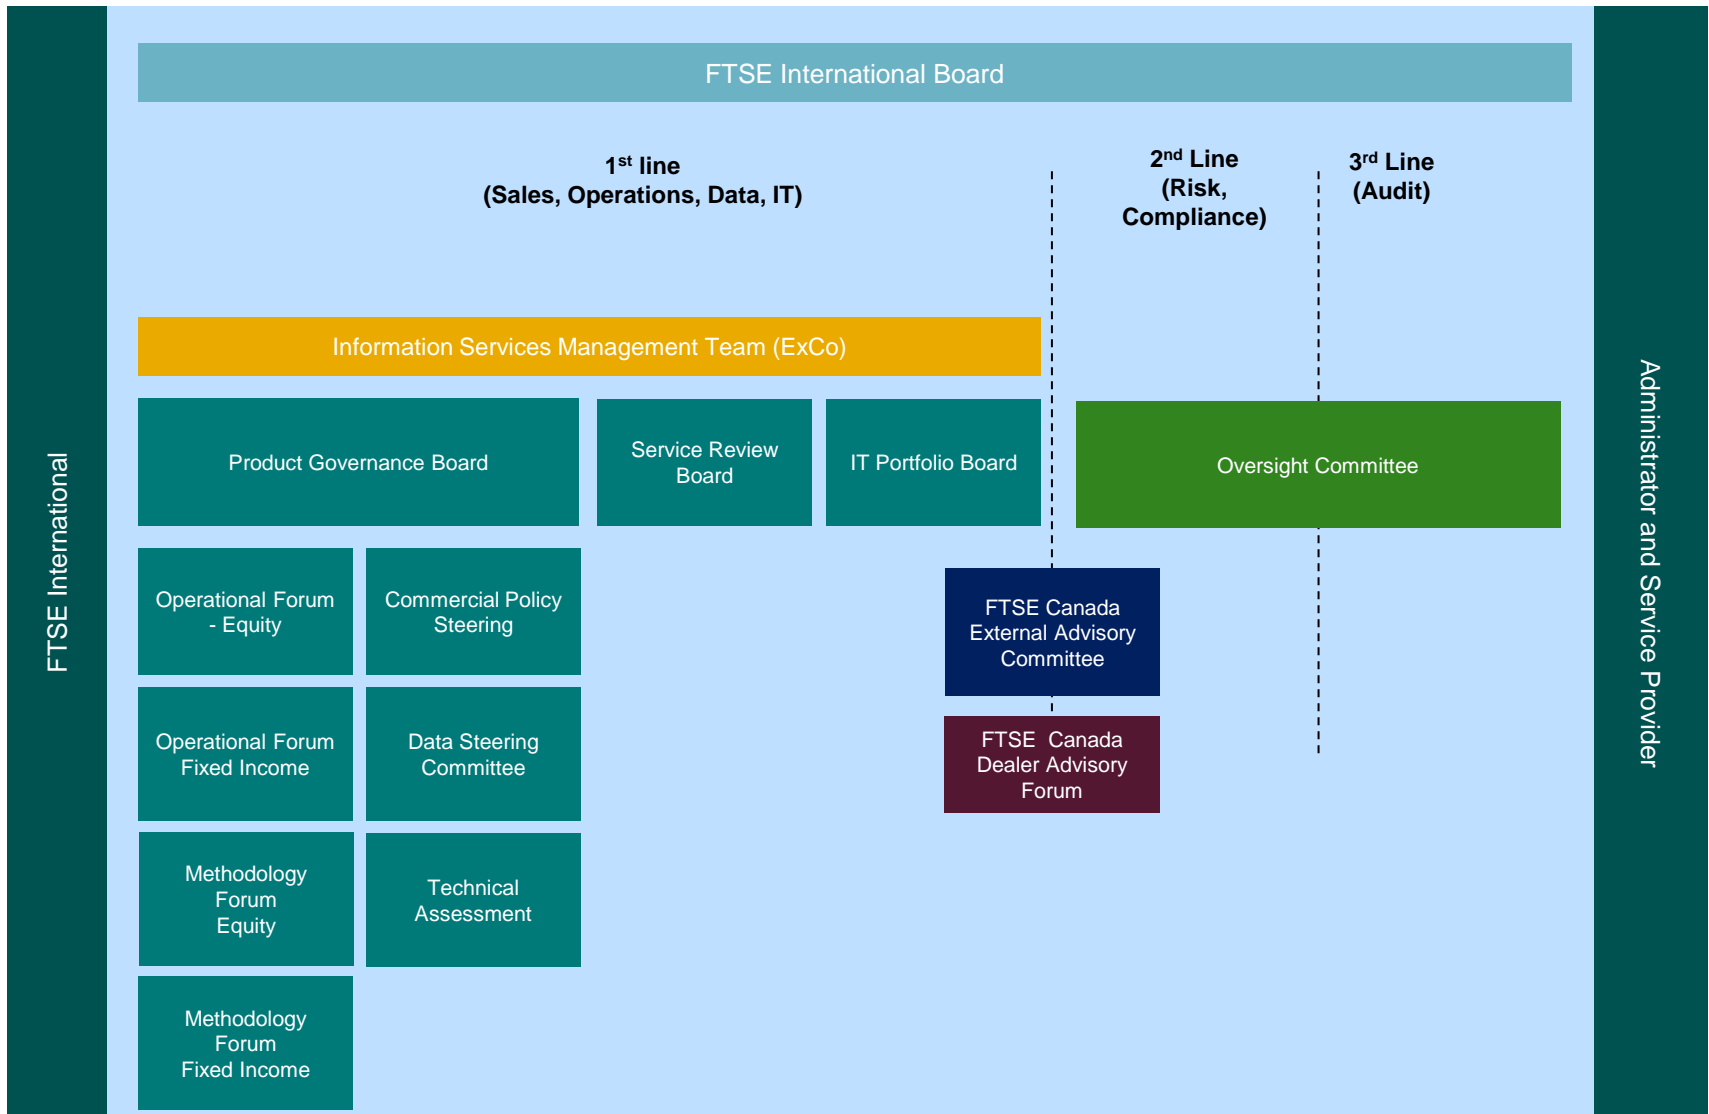 FTSE International Board
1st line
(Sales, Operations, Data, IT)
2nd Line
(Risk,
Compliance)
3rd Line
(Audit)
Information Services Management Team (ExCo)
Product Governance Board
Service Review
Board
IT Portfolio Board
Oversight Committee
Operational Forum
- Equity
Commercial Policy
Steering
FTSE Canada
External Advisory
Committee
Operational Forum
Fixed Income
Data Steering
Committee
FTSE  Canada
Dealer Advisory
Forum
Methodology
Forum
Equity
Technical
Assessment
Methodology
Forum
Fixed Income
FTSE International
Administrator and Service Provider